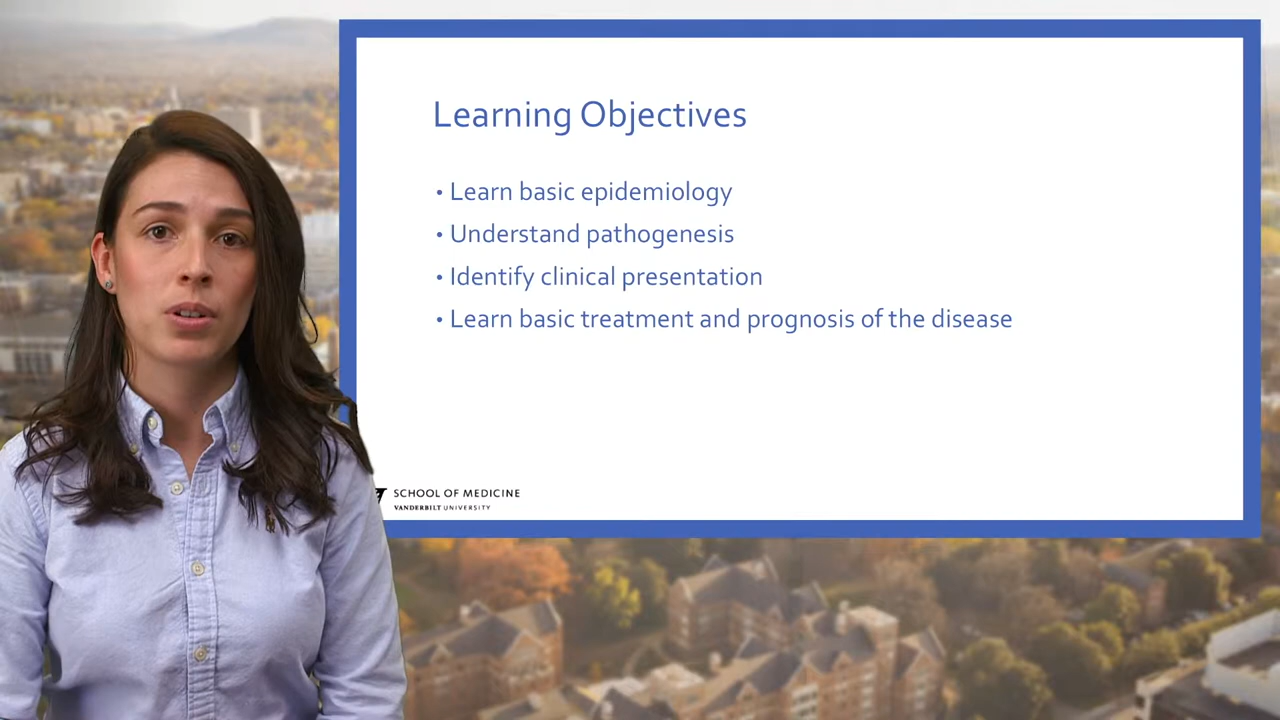 Learning Objectives
• Learn basic epidemiology
• Understand pathogenesis
• Identify clinical presentation
• Learn basic treatment and prognosis of the disease
SCHOOL OF MEDICINE
VANDERBILT UNIVERSITY